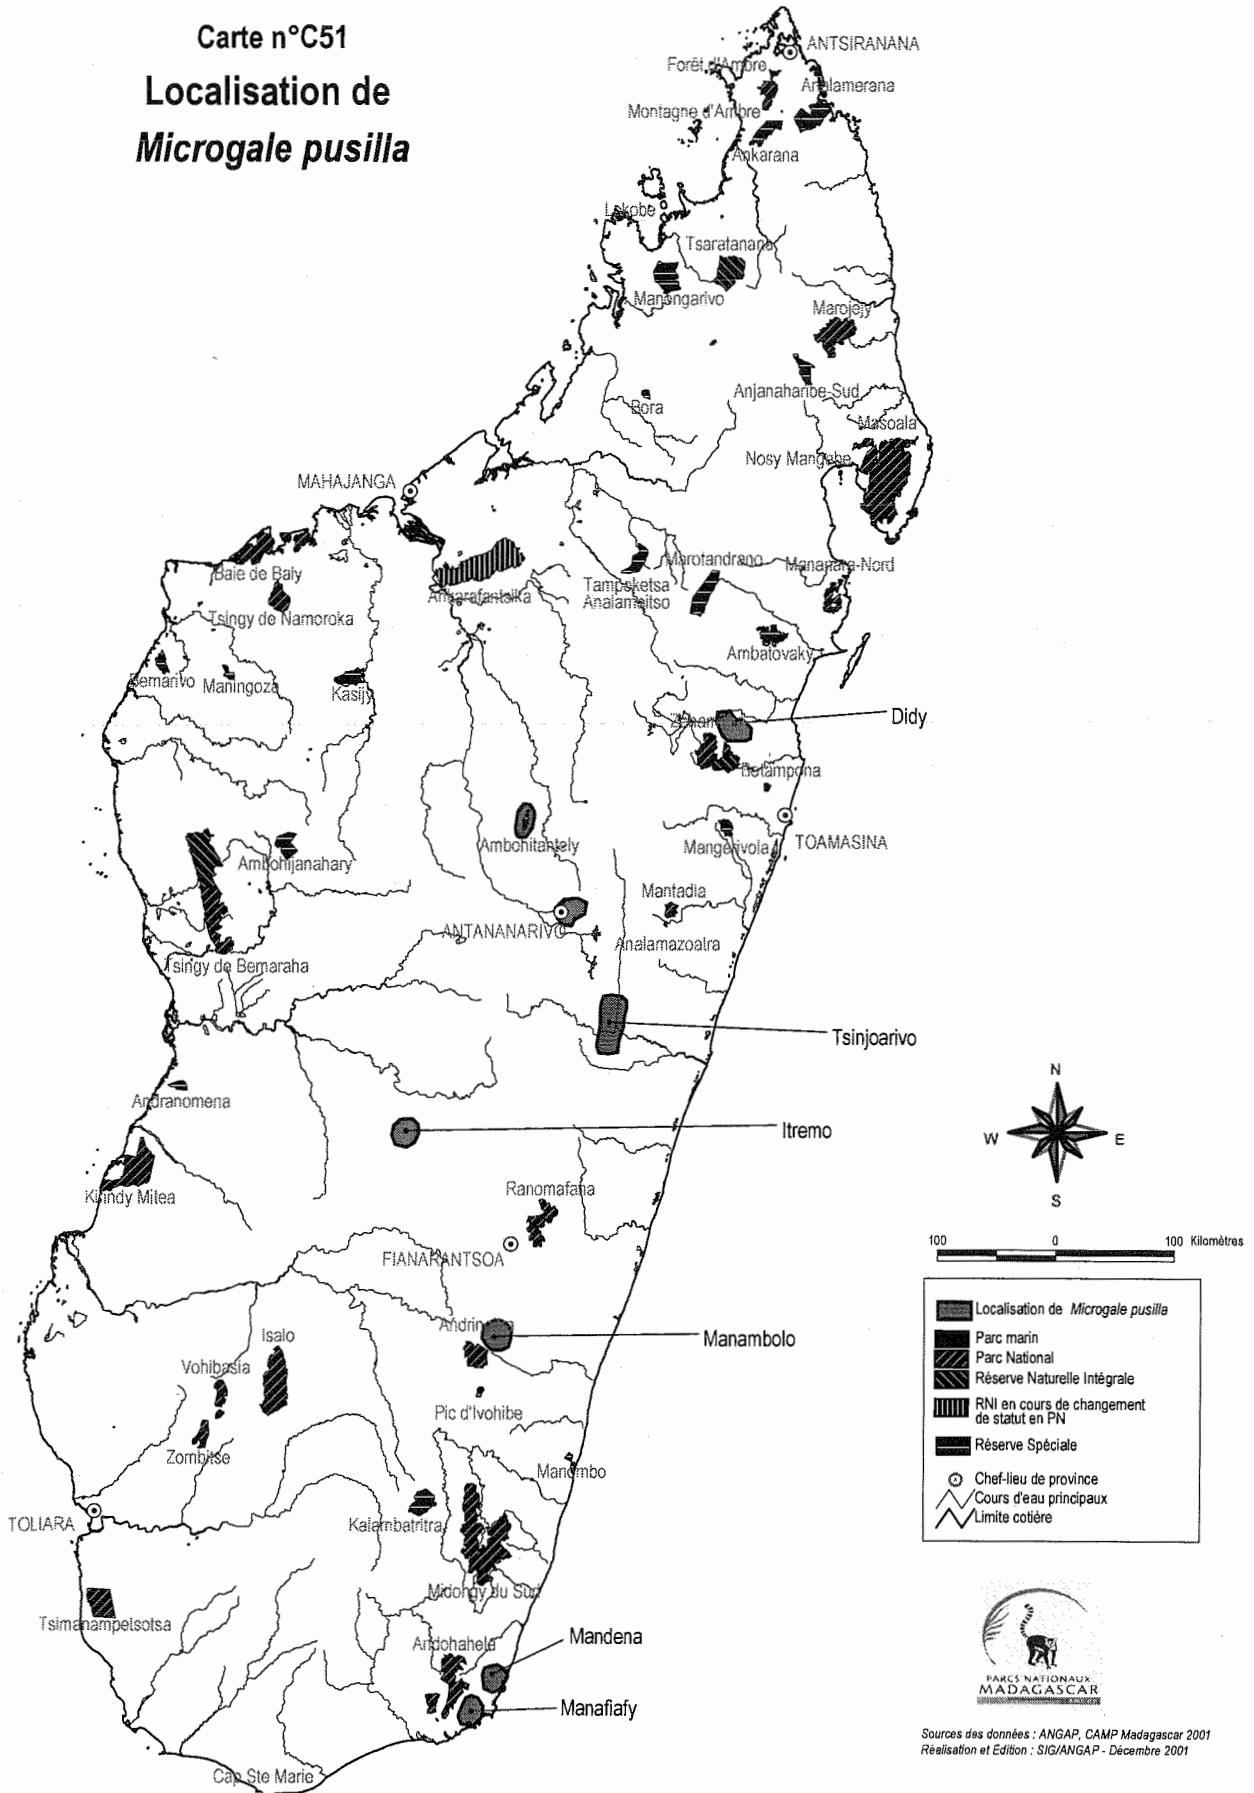 Carte n°C51
Localisation de
Microgale pusilla
ANTSIRANANA
Forêt d'Ambre
Analamerana
Montagne d'Ambre
Ankarana
Lokobe
Tsaratanana
Manongarivo
Marojejy
Anjanaharibe-Sud
Bora
Masoala
Nosy Mangabe
MAHAJANGA
Baie de Baly
Ankarafantsika
Marotandrano
Mananara-Nord
Tampoketsa
Analameitso
Tsingy de Namoroka
Ambatovaky
Bemarivo
Maningoza
Kasijy
Didy
Betampona
Ambohitantely
Mangerivola
TOAMASINA
Ambohijanahary
Mantadia
ANTANANARIVO
Analamazoatra
Tsingy de Bemaraha
Tsinjoarivo
Andranomena
Itremo
Kirindy Mitea
Ranomafana
FIANARANTSOA
Manambolo
Isalo
Vohibasia
Pic d'Ivohibe
Zombitse
Manombo
TOLIARA
Kalambatritra
Midongy du Sud
Tsimanampetsotsa
Andohahela
Mandena
Manafiafy
Cap Ste Marie
N
W
E
S
100 0 100 Kilomètres
Localisation de Microgale pusilla
Parc marin
Parc National
Réserve Naturelle Intégrale
RNI en cours de changement
de statut en PN
Réserve Spéciale
Chef-lieu de province
Cours d'eau principaux
Limite cotière
PARCS NATIONAUX
MADAGASCAR
Sources des données : ANGAP, CAMP Madagascar 2001
Réalisation et Edition : SIG/ANGAP - Décembre 2001